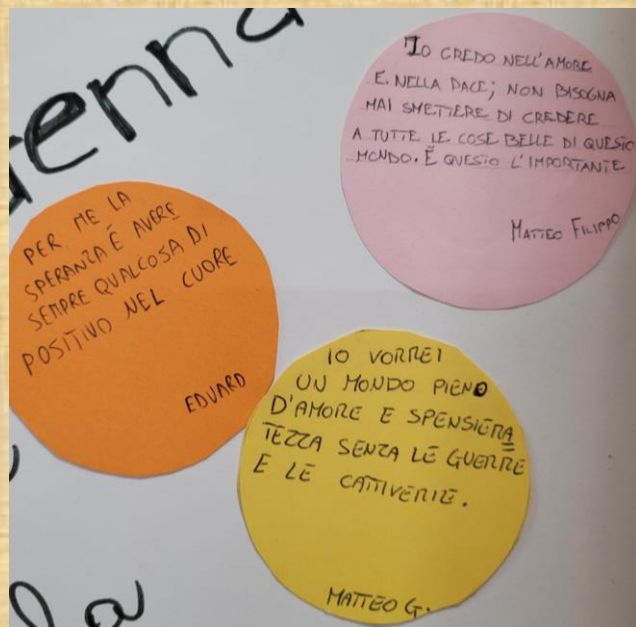 enna
IO CREDO NELL'AMORE
E NELLA PACE; NON BISOGNA
MAI SMETTERE DI CREDERE
A TUTTE LE COSE BELLE DI QUESTO
MONDO. È QUESTO L'IMPORTANTE
MATTEO FILIPPO
PER ME LA
SPERANZA É AVERE
SEMPRE QUALCOSA DI
POSITIVO NEL CUORE
EDUARD
IO VORREI
UN MONDO PIENO
D'AMORE E SPENSIERA
TEZZA SENZA LE GUERRE
E LE CATTIVERIE.
MATTEO G.
la